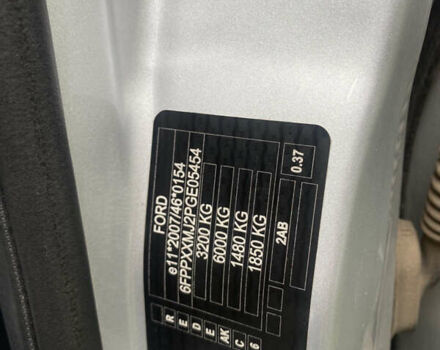 FORD
e11*2007/46*0154
6FPPXXMJ2PGE05454
3200 KG
6000 KG
1480 KG
1850 KG
2AB
0.37
R
E
D
E
AK
C
6